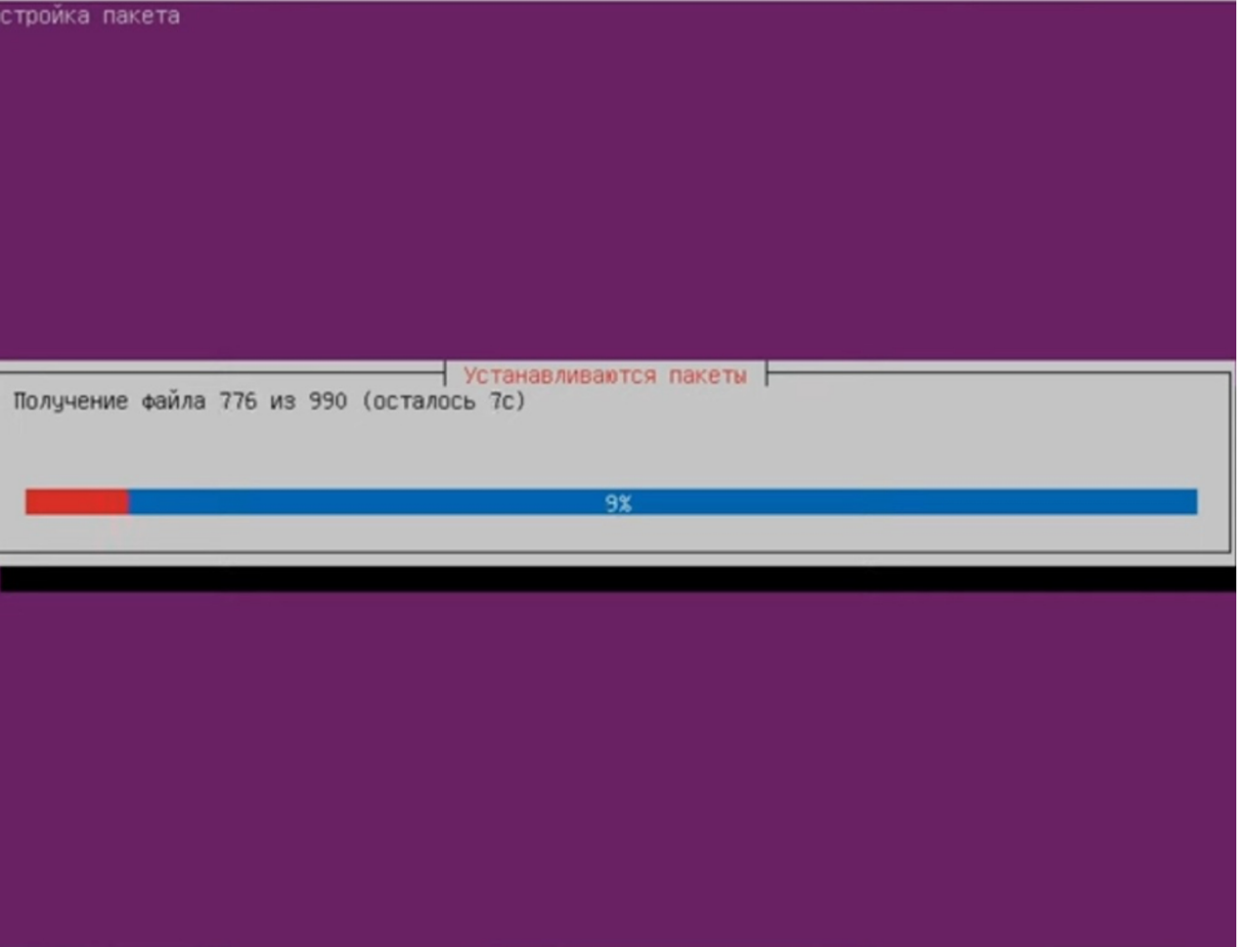 стройка пакета
Устанавливаются пакеты
Получение файла 776 из 990 (осталось 7с)
9%